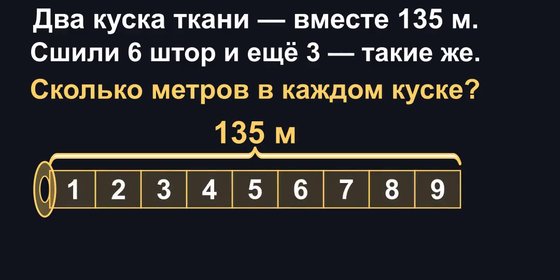 Два куска ткани — вместе 135 м.
Сшили 6 штор и ещё 3 — такие же.
Сколько метров в каждом куске?
135 м
1 2 3 4 5 6 7 8 9